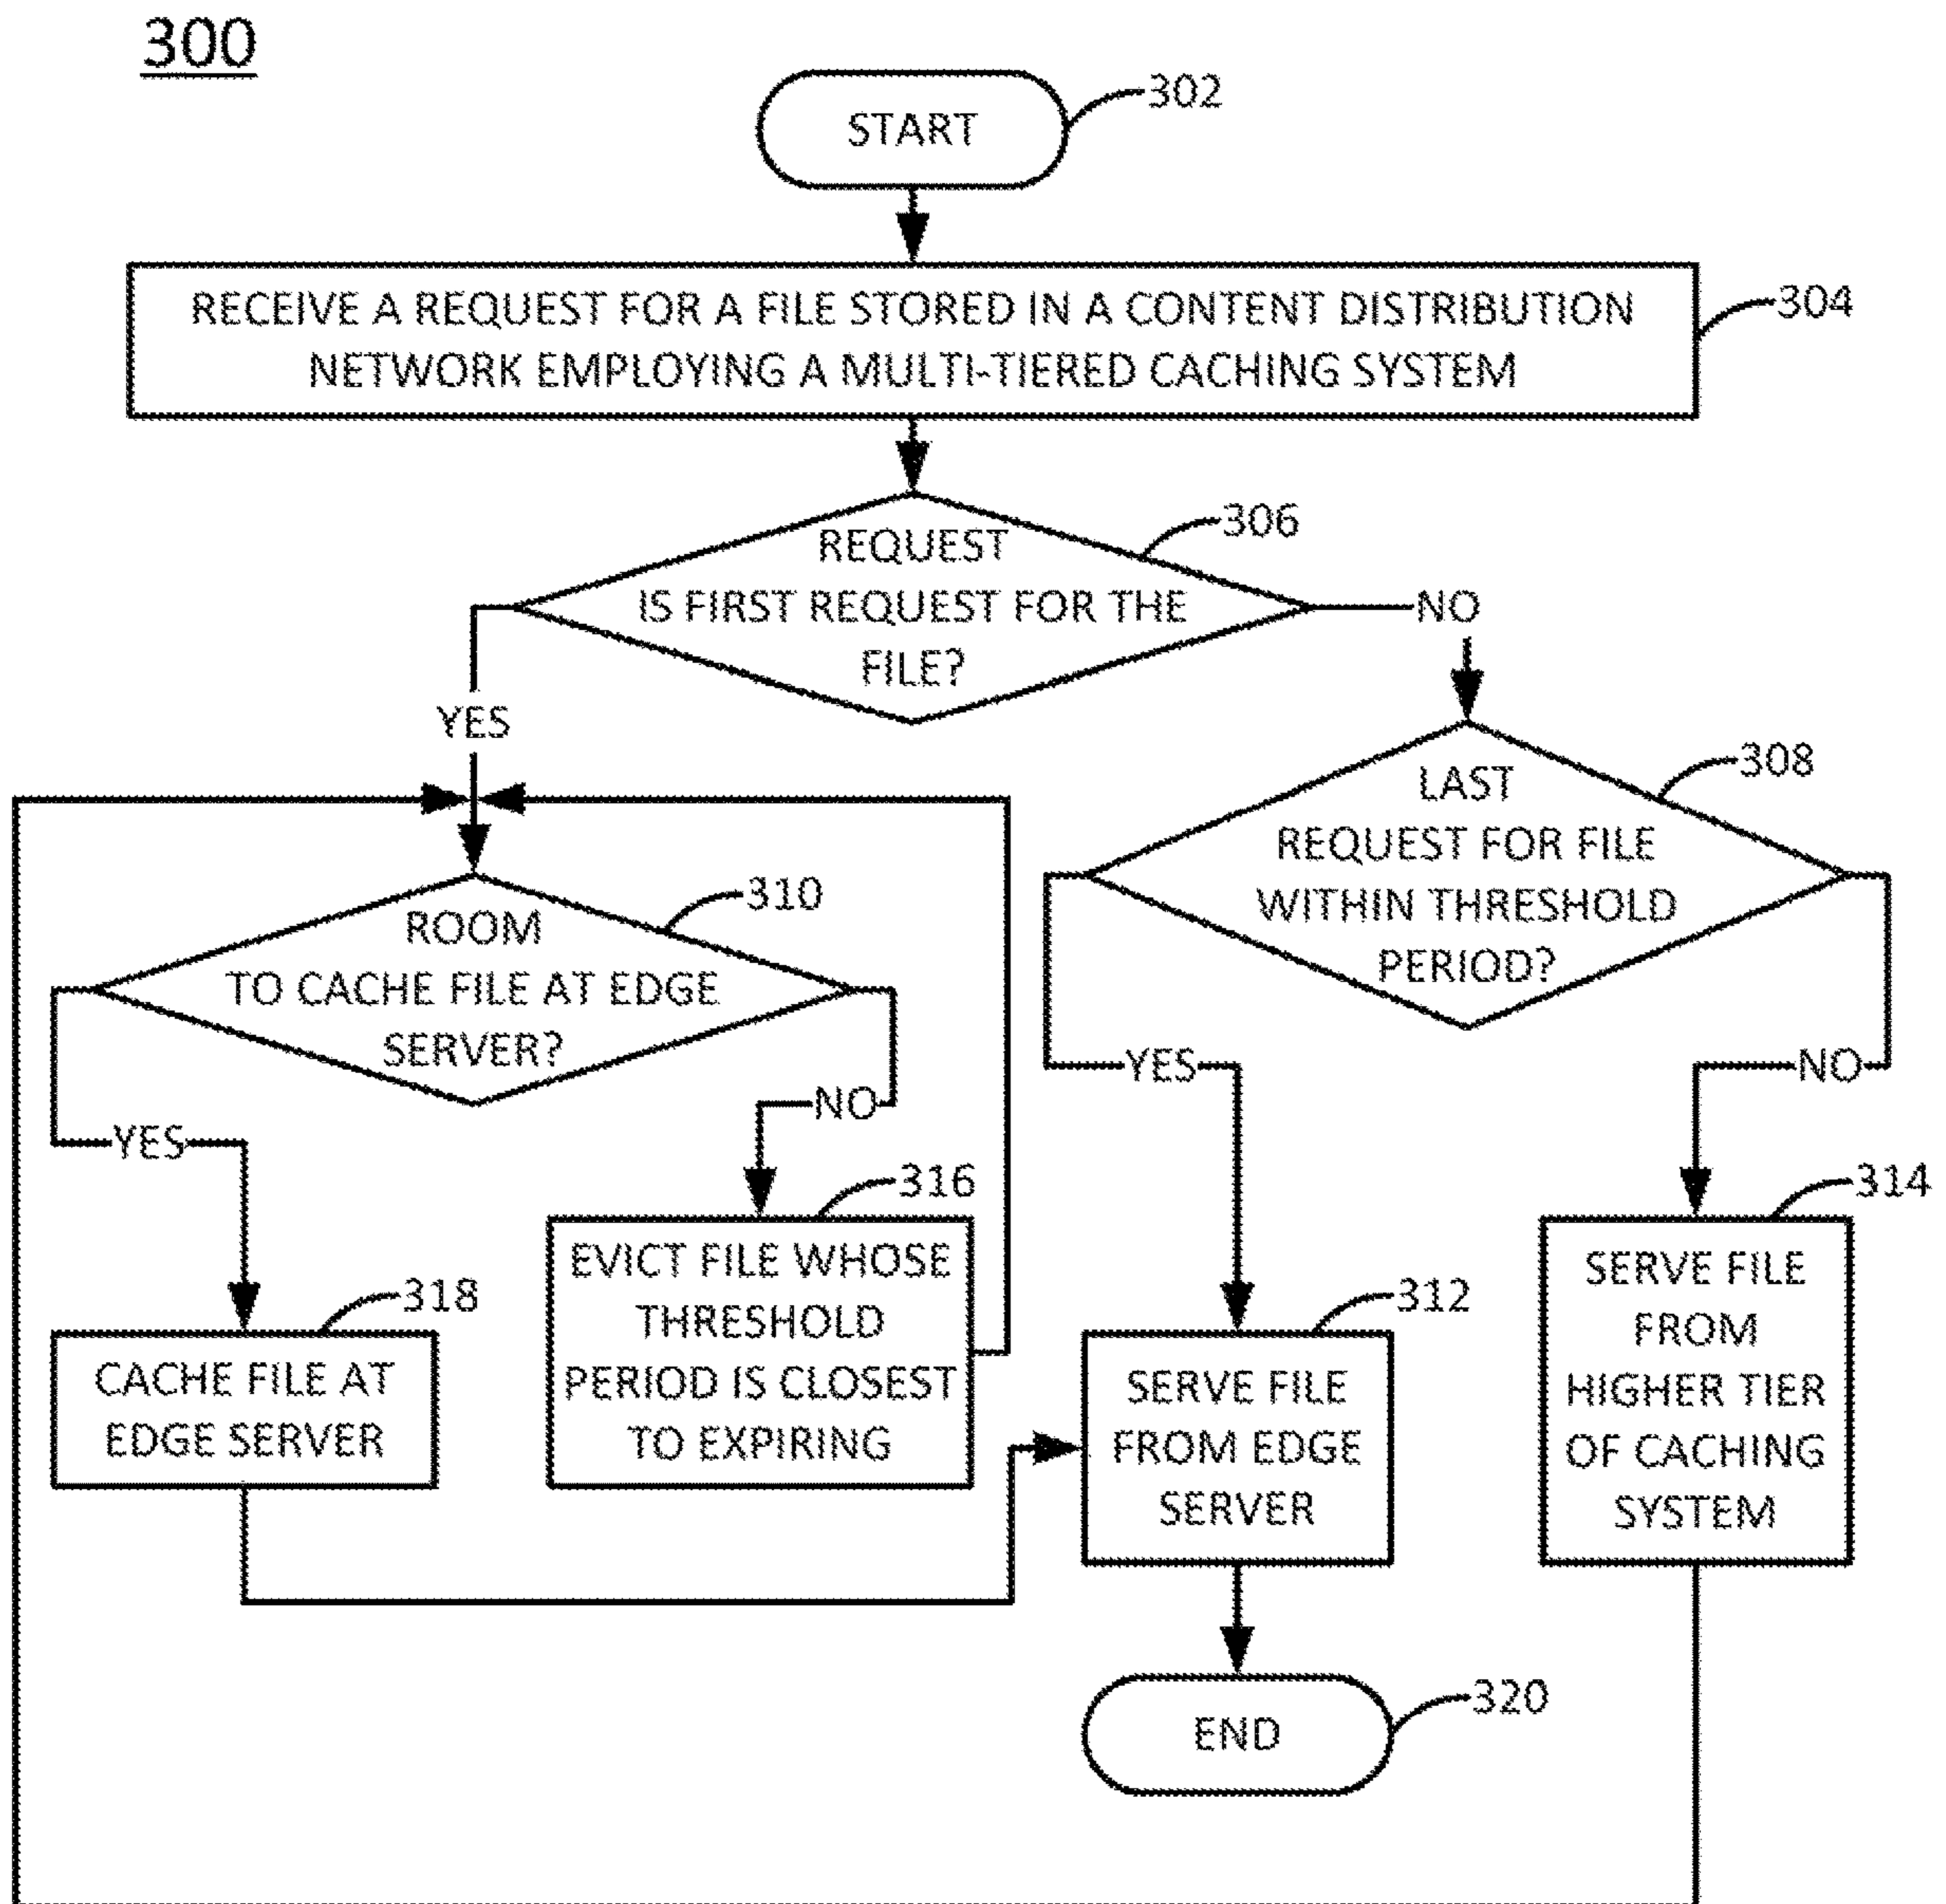 300
START
302
RECEIVE A REQUEST FOR A FILE STORED IN A CONTENT DISTRIBUTION
NETWORK EMPLOYING A MULTI-TIERED CACHING SYSTEM
304
REQUEST
IS FIRST REQUEST FOR THE
FILE?
306
YES
NO
LAST
REQUEST FOR FILE
WITHIN THRESHOLD
PERIOD?
308
ROOM
TO CACHE FILE AT EDGE
SERVER?
310
YES
NO
YES
NO
EVICT FILE WHOSE
THRESHOLD
PERIOD IS CLOSEST
TO EXPIRING
316
SERVE FILE
FROM
HIGHER TIER
OF CACHING
SYSTEM
314
CACHE FILE AT
EDGE SERVER
318
SERVE FILE
FROM EDGE
SERVER
312
END
320